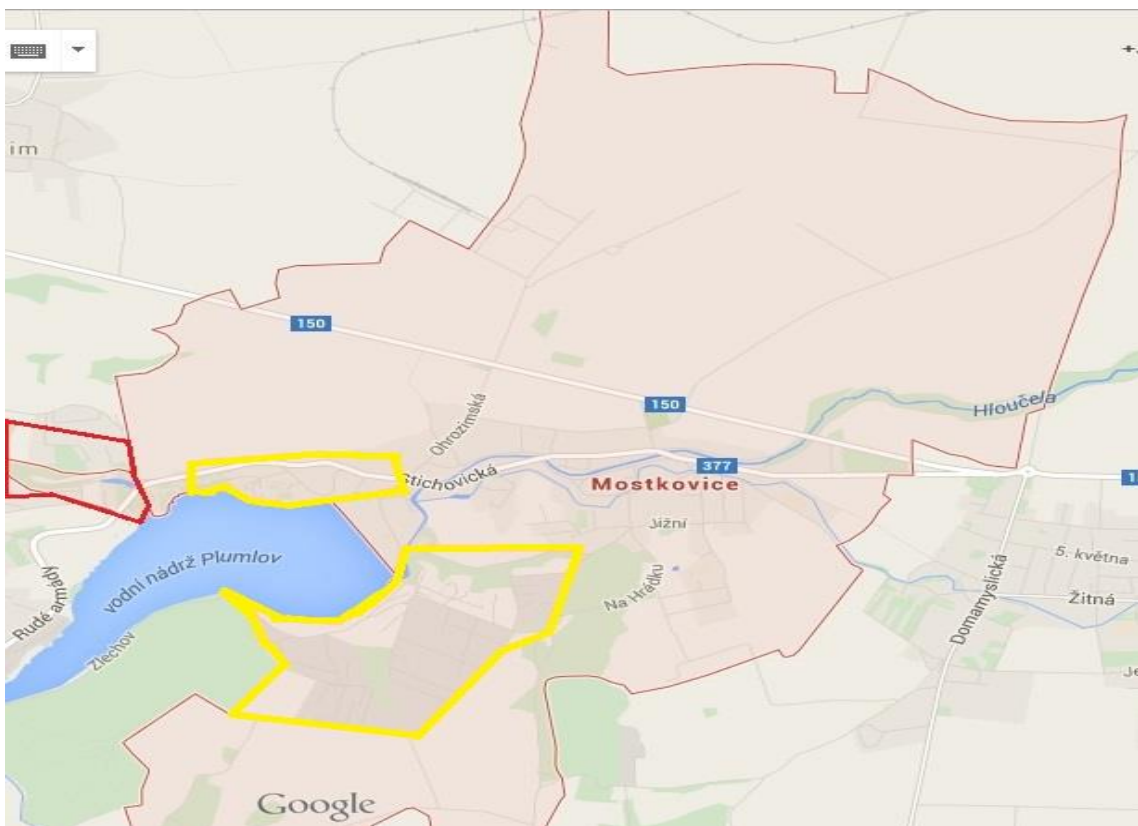 im
150
150
Hloučela
Ohrozimská
Stichovická
377
Mostkovice
Jižní
vodní nádrž Plumlov
Na Hrádku
5. května
Žitná
Domamyslická
Rudé armády
Zlechov
Je
Google